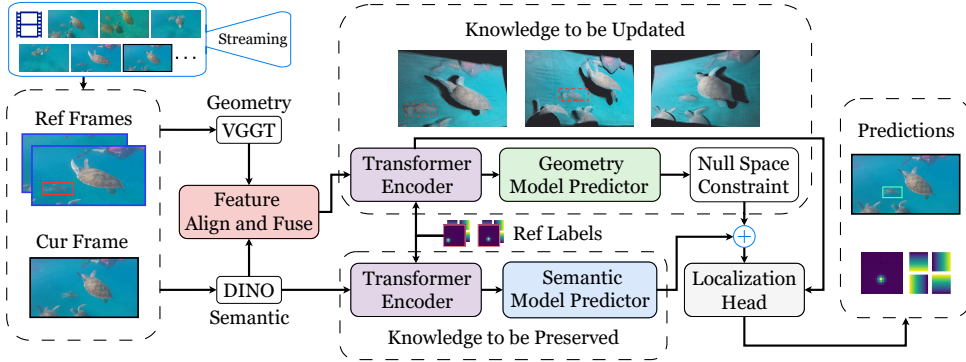 Streaming
Knowledge to be Updated
Ref Frames
Geometry
VGGT
Feature
Align and Fuse
Transformer
Encoder
Geometry
Model Predictor
Null Space
Constraint
Predictions
Ref Labels
Cur Frame
DINO
Semantic
Transformer
Encoder
Semantic
Model Predictor
Localization
Head
Knowledge to be Preserved